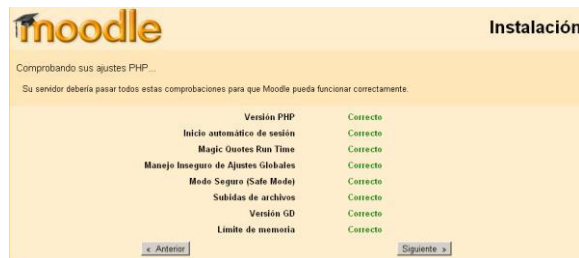 moodle
Instalación
Comprobando sus ajustes PHP...
Su servidor debería pasar todos estas comprobaciones para que Moodle pueda funcionar correctamente.
Versión PHP Correcto
Inicio automático de sesión Correcto
Magic Quotes Run Time Correcto
Manejo Inseguro de Ajustes Globales Correcto
Modo Seguro (Safe Mode) Correcto
Subidas de archivos Correcto
Versión GD Correcto
Límite de memoria Correcto
« Anterior Siguiente »